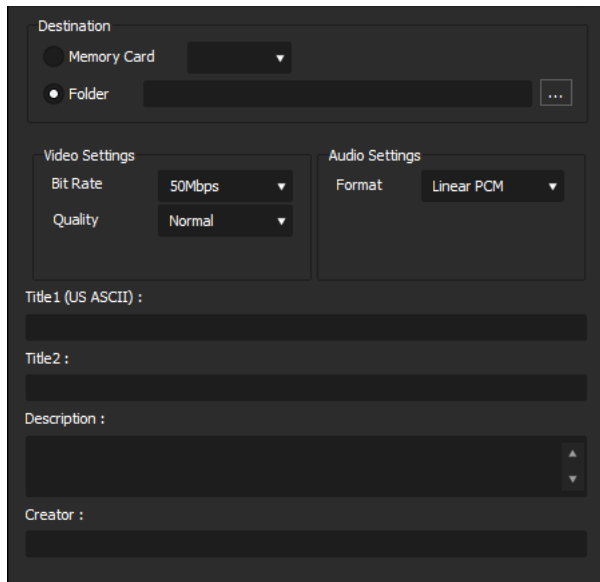 Destination
Memory Card
Folder
...
Video Settings
Bit Rate 50Mbps
Quality Normal
Audio Settings
Format Linear PCM
Title1 (US ASCII) :
Title2 :
Description :
Creator :